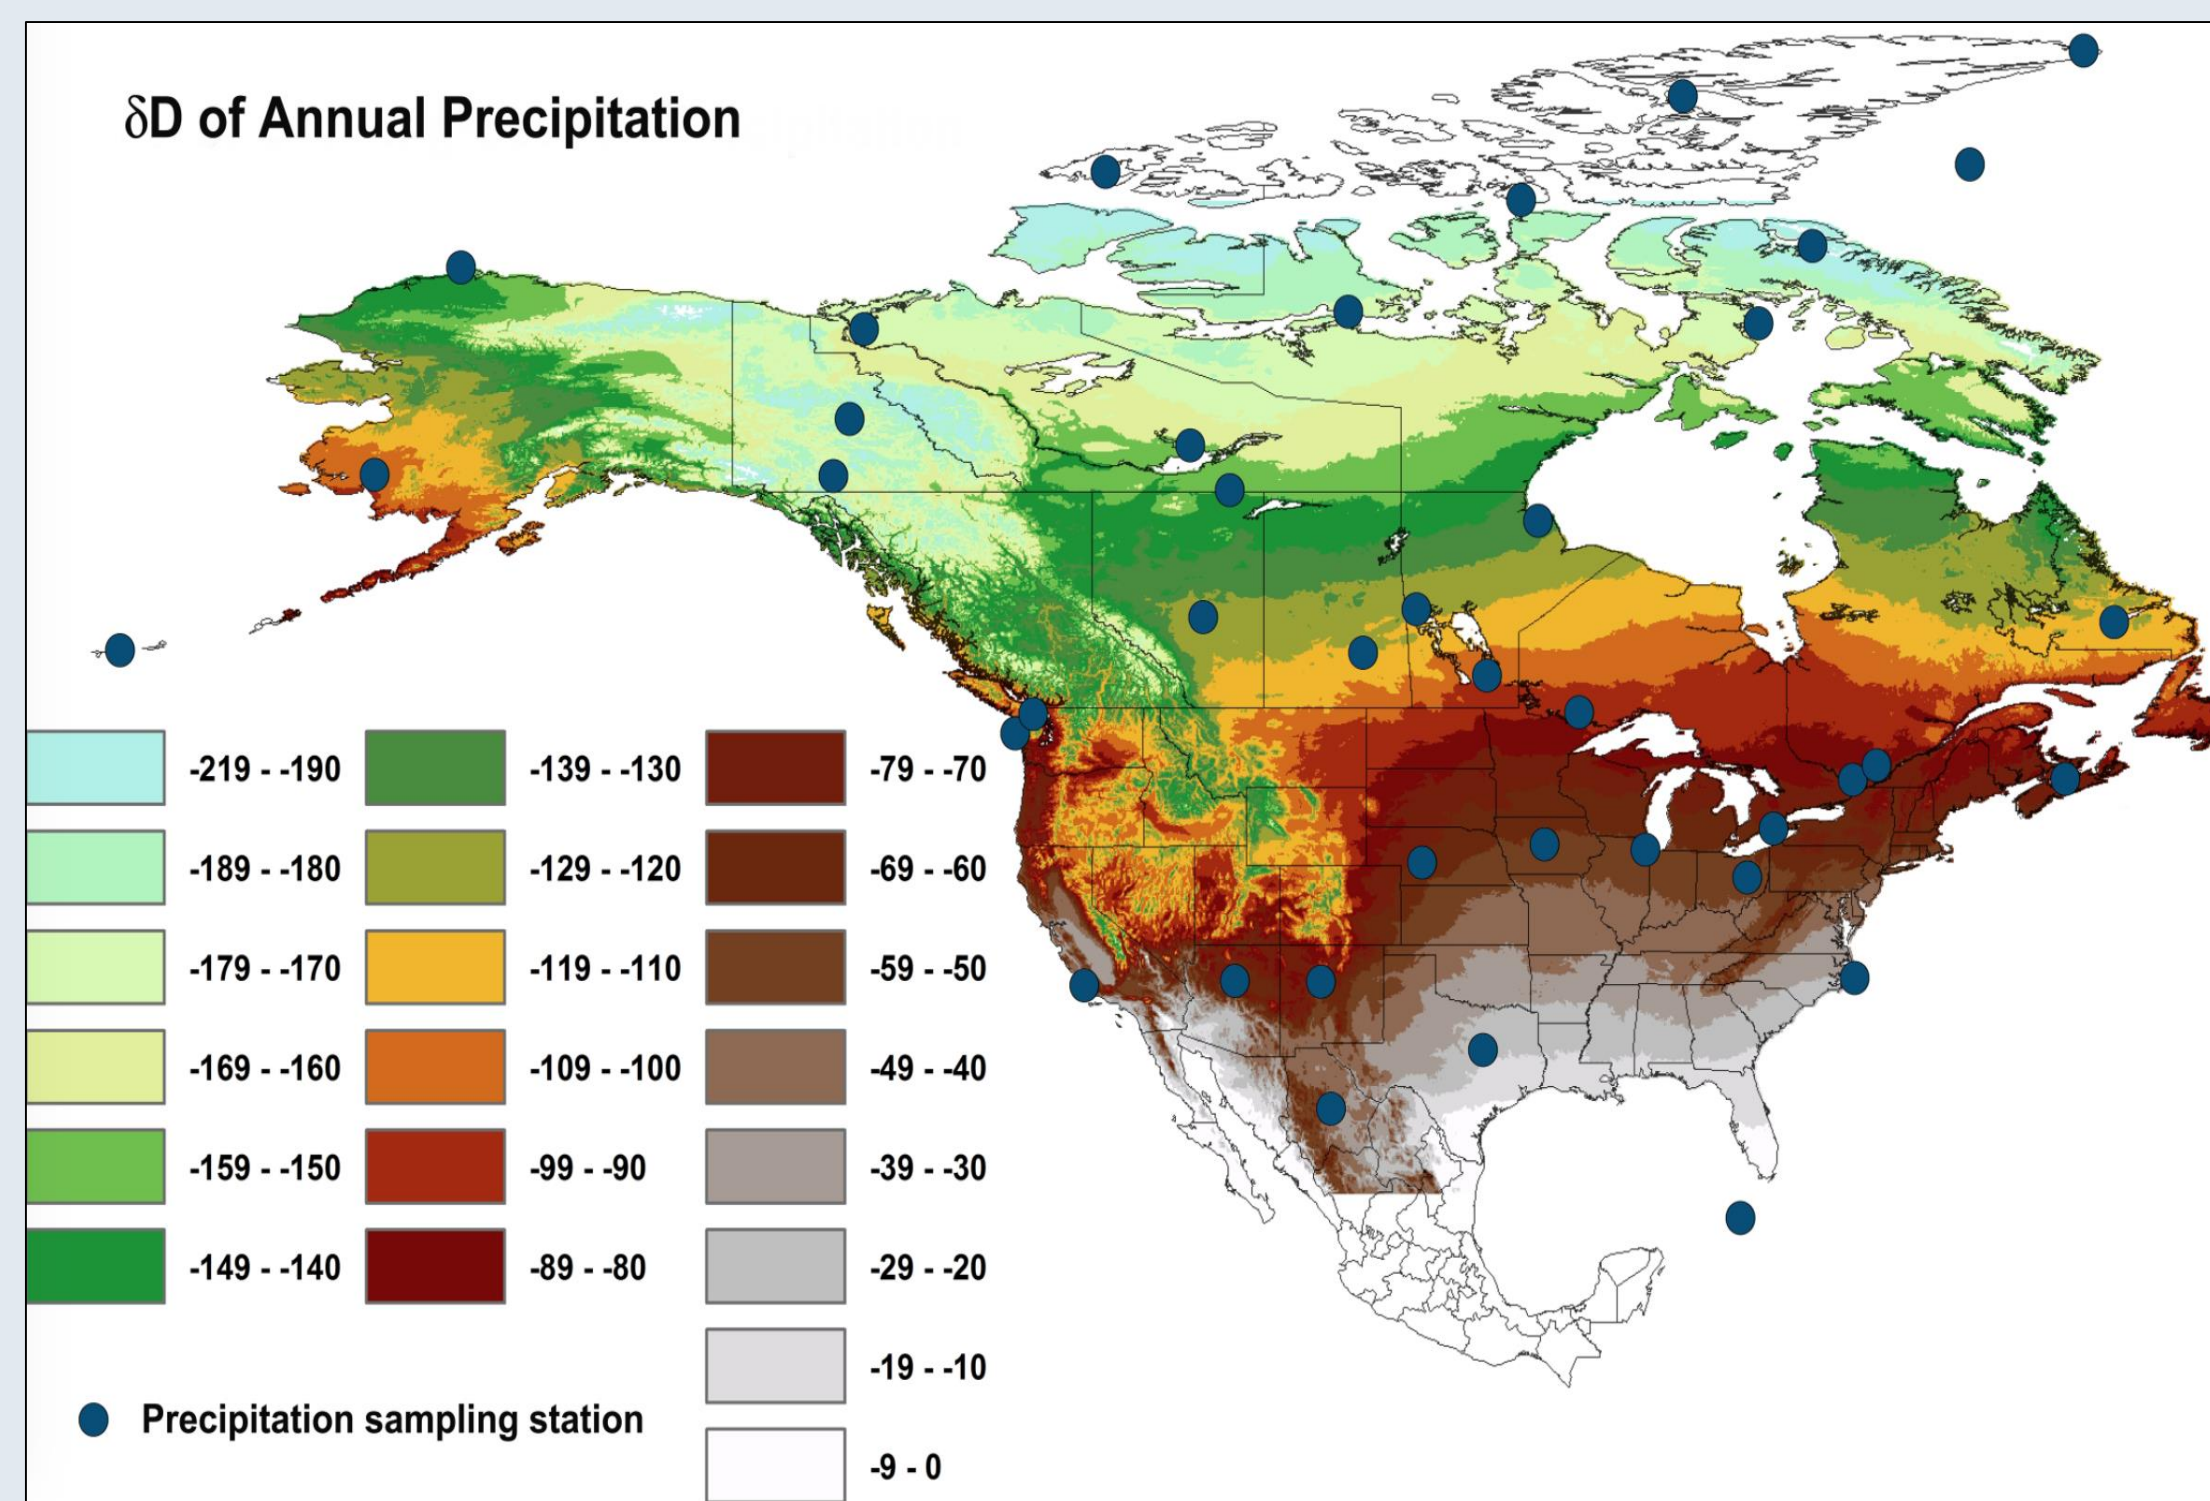 δD of Annual Precipitation
-219 - -190
-189 - -180
-179 - -170
-169 - -160
-159 - -150
-149 - -140
-139 - -130
-129 - -120
-119 - -110
-109 - -100
-99 - -90
-89 - -80
-79 - -70
-69 - -60
-59 - -50
-49 - -40
-39 - -30
-29 - -20
-19 - -10
-9 - 0
Precipitation sampling station